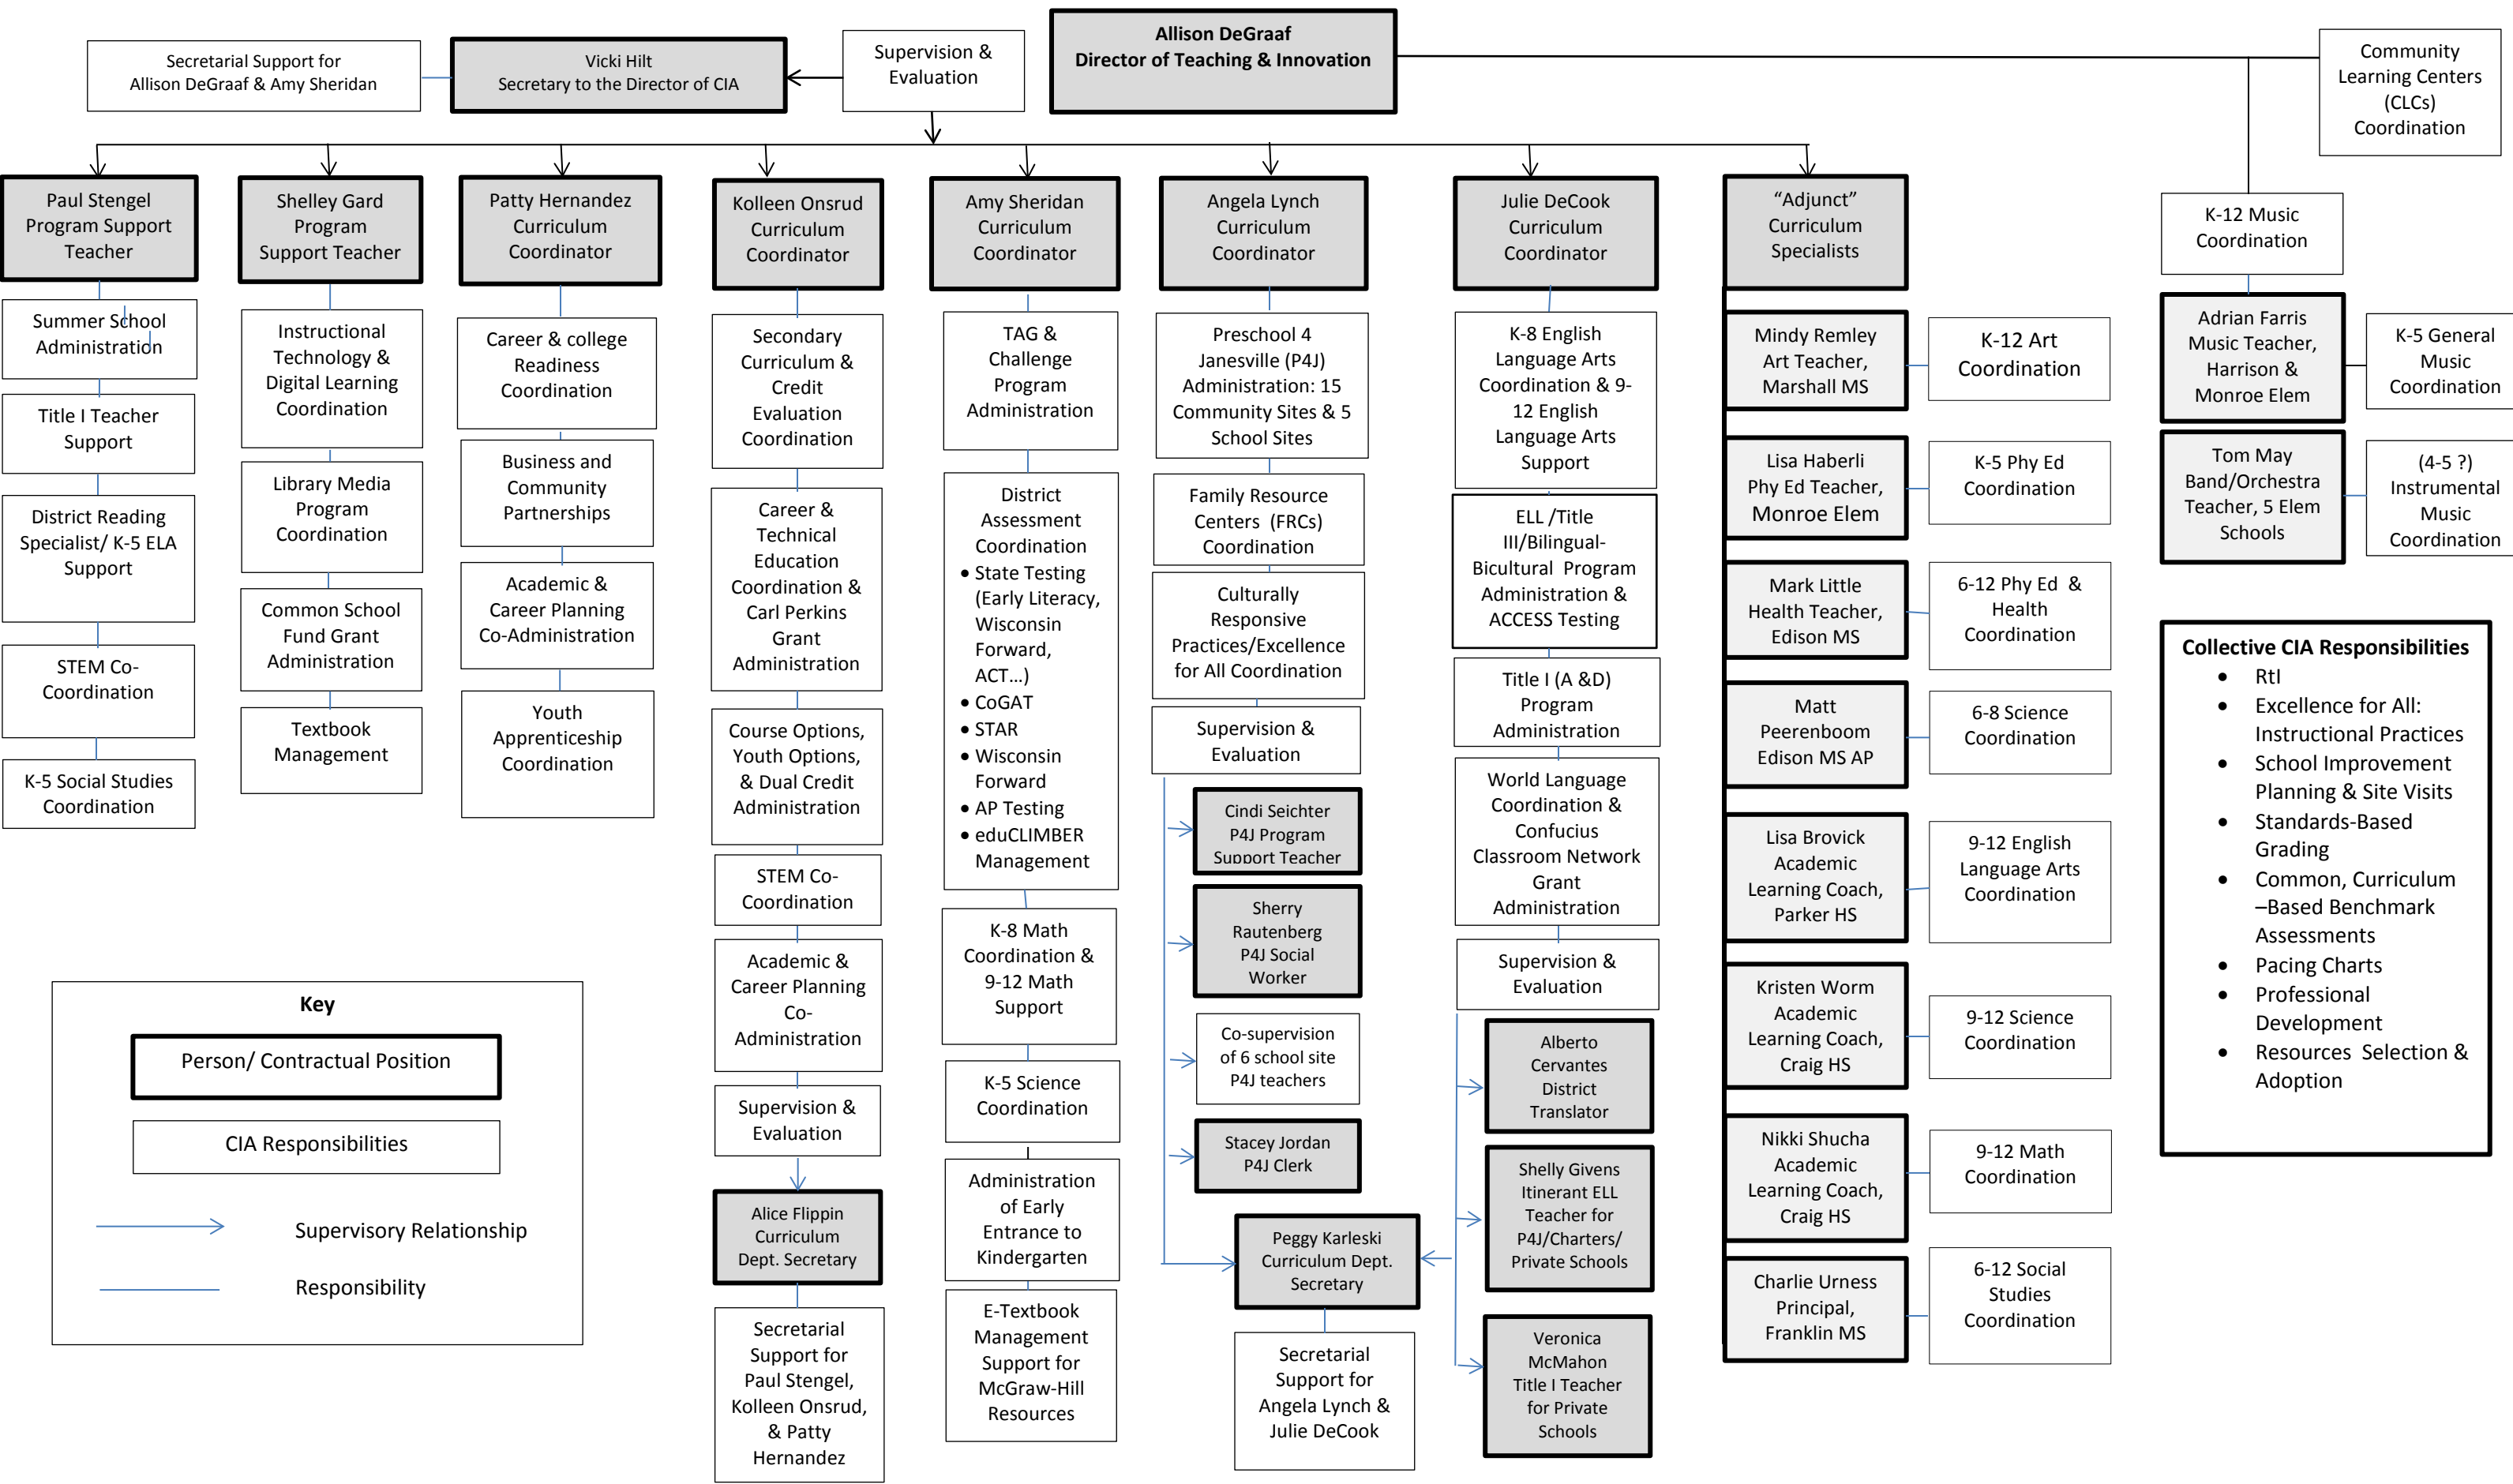 Allison DeGraaf
Director of Teaching & Innovation
Secretarial Support for
Allison DeGraaf & Amy Sheridan
Vicki Hilt
Secretary to the Director of CIA
Supervision &
Evaluation
Community
Learning Centers
(CLCs)
Coordination
Paul Stengel
Program Support
Teacher
Summer School
Administration
Title I Teacher
Support
District Reading
Specialist/ K-5 ELA
Support
STEM Co-
Coordination
K-5 Social Studies
Coordination
Shelley Gard
Program
Support Teacher
Instructional
Technology &
Digital Learning
Coordination
Library Media
Program
Coordination
Common School
Fund Grant
Administration
Textbook
Management
Patty Hernandez
Curriculum
Coordinator
Career & college
Readiness
Coordination
Business and
Community
Partnerships
Academic &
Career Planning
Co-Administration
Youth
Apprenticeship
Coordination
Kolleen Onsrud
Curriculum
Coordinator
Secondary
Curriculum &
Credit
Evaluation
Coordination
Career &
Technical
Education
Coordination &
Carl Perkins
Grant
Administration
Course Options,
Youth Options,
& Dual Credit
Administration
STEM Co-
Coordination
Academic &
Career Planning
Co-
Administration
Supervision &
Evaluation
Alice Flippin
Curriculum
Dept. Secretary
Secretarial
Support for
Paul Stengel,
Kolleen Onsrud,
& Patty
Hernandez
Amy Sheridan
Curriculum
Coordinator
TAG &
Challenge
Program
Administration
District
Assessment
Coordination
• State Testing
(Early Literacy,
Wisconsin
Forward,
ACT…)
• CoGAT
• STAR
• Wisconsin
Forward
• AP Testing
• eduCLIMBER
Management
K-8 Math
Coordination &
9-12 Math
Support
K-5 Science
Coordination
Administration
of Early
Entrance to
Kindergarten
E-Textbook
Management
Support for
McGraw-Hill
Resources
Angela Lynch
Curriculum
Coordinator
Preschool 4
Janesville (P4J)
Administration: 15
Community Sites & 5
School Sites
Family Resource
Centers (FRCs)
Coordination
Culturally
Responsive
Practices/Excellence
for All Coordination
Supervision &
Evaluation
Cindi Seichter
P4J Program
Support Teacher
Sherry
Rautenberg
P4J Social
Worker
Co-supervision
of 6 school site
P4J teachers
Stacey Jordan
P4J Clerk
Peggy Karleski
Curriculum Dept.
Secretary
Secretarial
Support for
Angela Lynch &
Julie DeCook
Julie DeCook
Curriculum
Coordinator
K-8 English
Language Arts
Coordination & 9-
12 English
Language Arts
Support
ELL /Title
III/Bilingual-
Bicultural Program
Administration &
ACCESS Testing
Title I (A &D)
Program
Administration
World Language
Coordination &
Confucius
Classroom Network
Grant
Administration
Supervision &
Evaluation
Alberto
Cervantes
District
Translator
Shelly Givens
Itinerant ELL
Teacher for
P4J/Charters/
Private Schools
Veronica
McMahon
Title I Teacher
for Private
Schools
“Adjunct”
Curriculum
Specialists
Mindy Remley
Art Teacher,
Marshall MS
K-12 Art
Coordination
Lisa Haberli
Phy Ed Teacher,
Monroe Elem
K-5 Phy Ed
Coordination
Mark Little
Health Teacher,
Edison MS
6-12 Phy Ed &
Health
Coordination
Matt
Peerenboom
Edison MS AP
6-8 Science
Coordination
Lisa Brovick
Academic
Learning Coach,
Parker HS
9-12 English
Language Arts
Coordination
Kristen Worm
Academic
Learning Coach,
Craig HS
9-12 Science
Coordination
Nikki Shucha
Academic
Learning Coach,
Craig HS
9-12 Math
Coordination
Charlie Urness
Principal,
Franklin MS
6-12 Social
Studies
Coordination
K-12 Music
Coordination
Adrian Farris
Music Teacher,
Harrison &
Monroe Elem
K-5 General
Music
Coordination
Tom May
Band/Orchestra
Teacher, 5 Elem
Schools
(4-5 ?)
Instrumental
Music
Coordination
Collective CIA Responsibilities
• RtI
• Excellence for All:
Instructional Practices
• School Improvement
Planning & Site Visits
• Standards-Based
Grading
• Common, Curriculum
–Based Benchmark
Assessments
• Pacing Charts
• Professional
Development
• Resources Selection &
Adoption
Key
Person/ Contractual Position
CIA Responsibilities
Supervisory Relationship
Responsibility